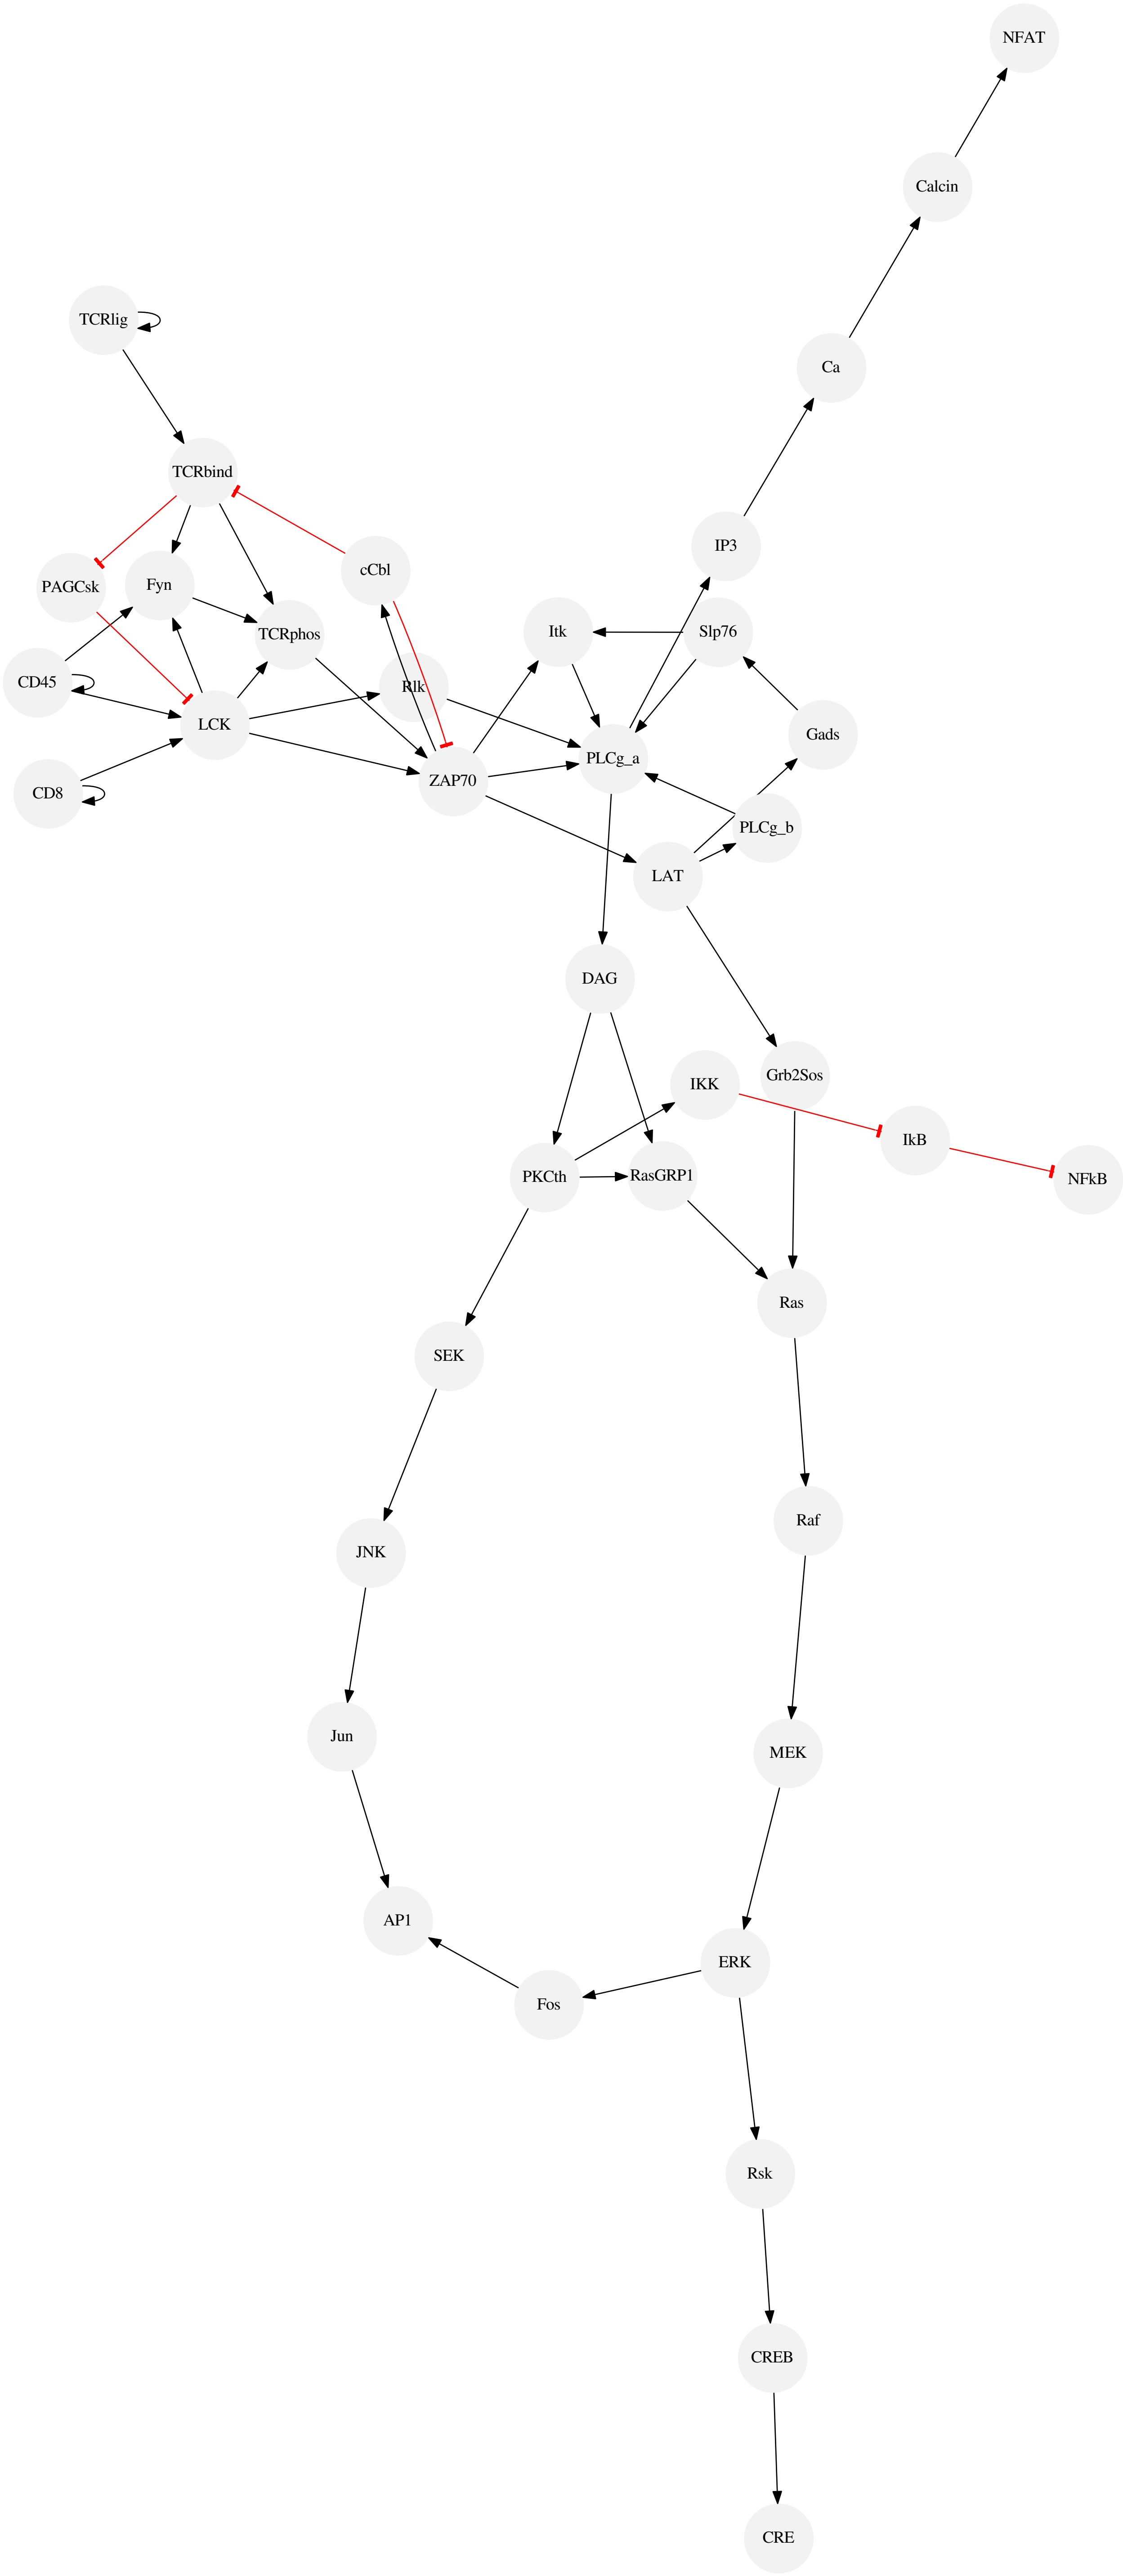 NFAT
Calcin
TCRlig
Ca
TCRbind
IP3
cCbl
PAGCsk
Fyn
TCRphos
Itk
Slp76
CD45
Rlk
LCK
Gads
PLCg_a
ZAP70
CD8
PLCg_b
LAT
DAG
Grb2Sos
IKK
IkB
PKCth
RasGRP1
NFkB
Ras
SEK
Raf
JNK
Jun
MEK
AP1
ERK
Fos
Rsk
CREB
CRE